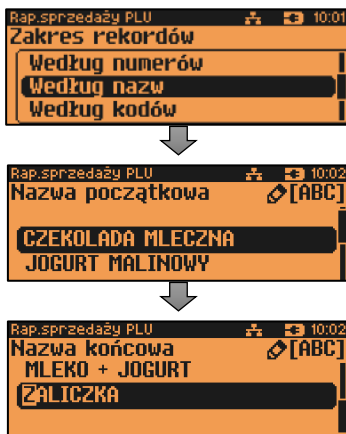 Rap.sprzedaży PLU 10:01
Zakres rekordów
Według numerów
Według nazw
Według kodów
Rap.sprzedaży PLU 10:02
Nazwa początkowa [ABC]
CZEKOLADA MLECZNA
JOGURT MALINOWY
Rap.sprzedaży PLU 10:02
Nazwa końcowa [ABC]
MLEKO + JOGURT
ZALICZKA